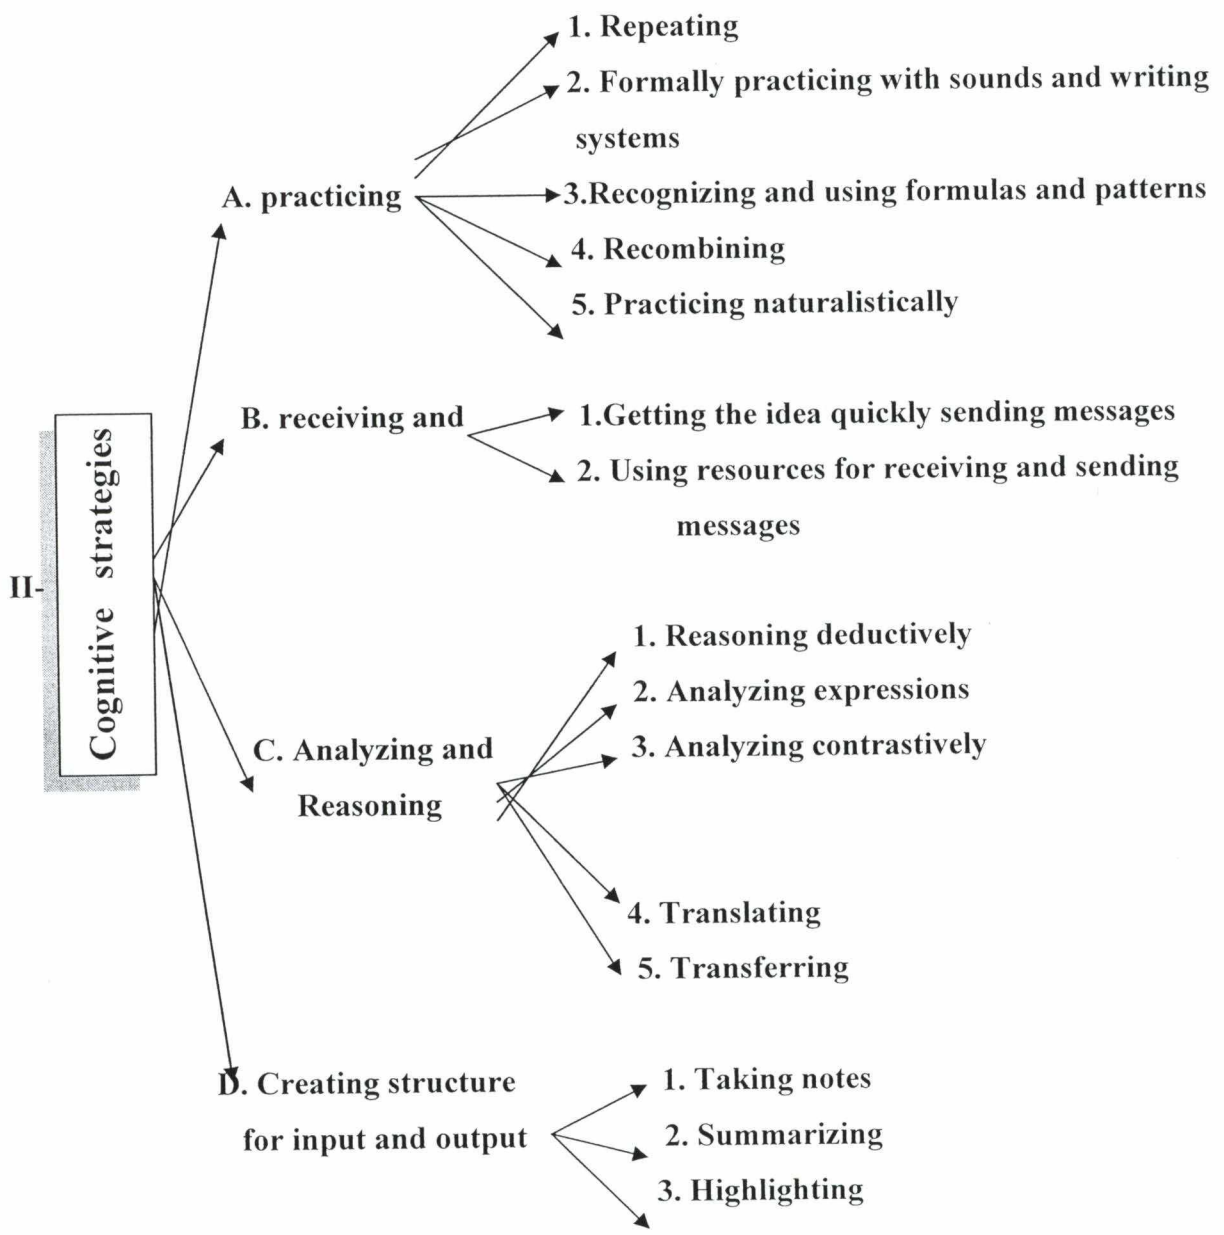 1. Repeating
2. Formally practicing with sounds and writing
systems
A. practicing
3.Recognizing and using formulas and patterns
4. Recombining
5. Practicing naturalistically
B. receiving and
1.Getting the idea quickly sending messages
2. Using resources for receiving and sending
messages
II-
Cognitive strategies
1. Reasoning deductively
2. Analyzing expressions
3. Analyzing contrastively
C. Analyzing and
Reasoning
4. Translating
5. Transferring
D. Creating structure
for input and output
1. Taking notes
2. Summarizing
3. Highlighting